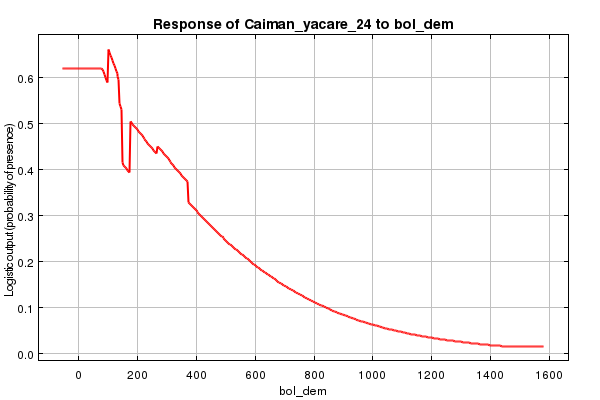 Response of Caiman_yacare_24 to bol_dem
Logistic output (probability of presence)
0.6
0.5
0.4
0.3
0.2
0.1
0.0
0 200 400 600 800 1000 1200 1400 1600
bol_dem